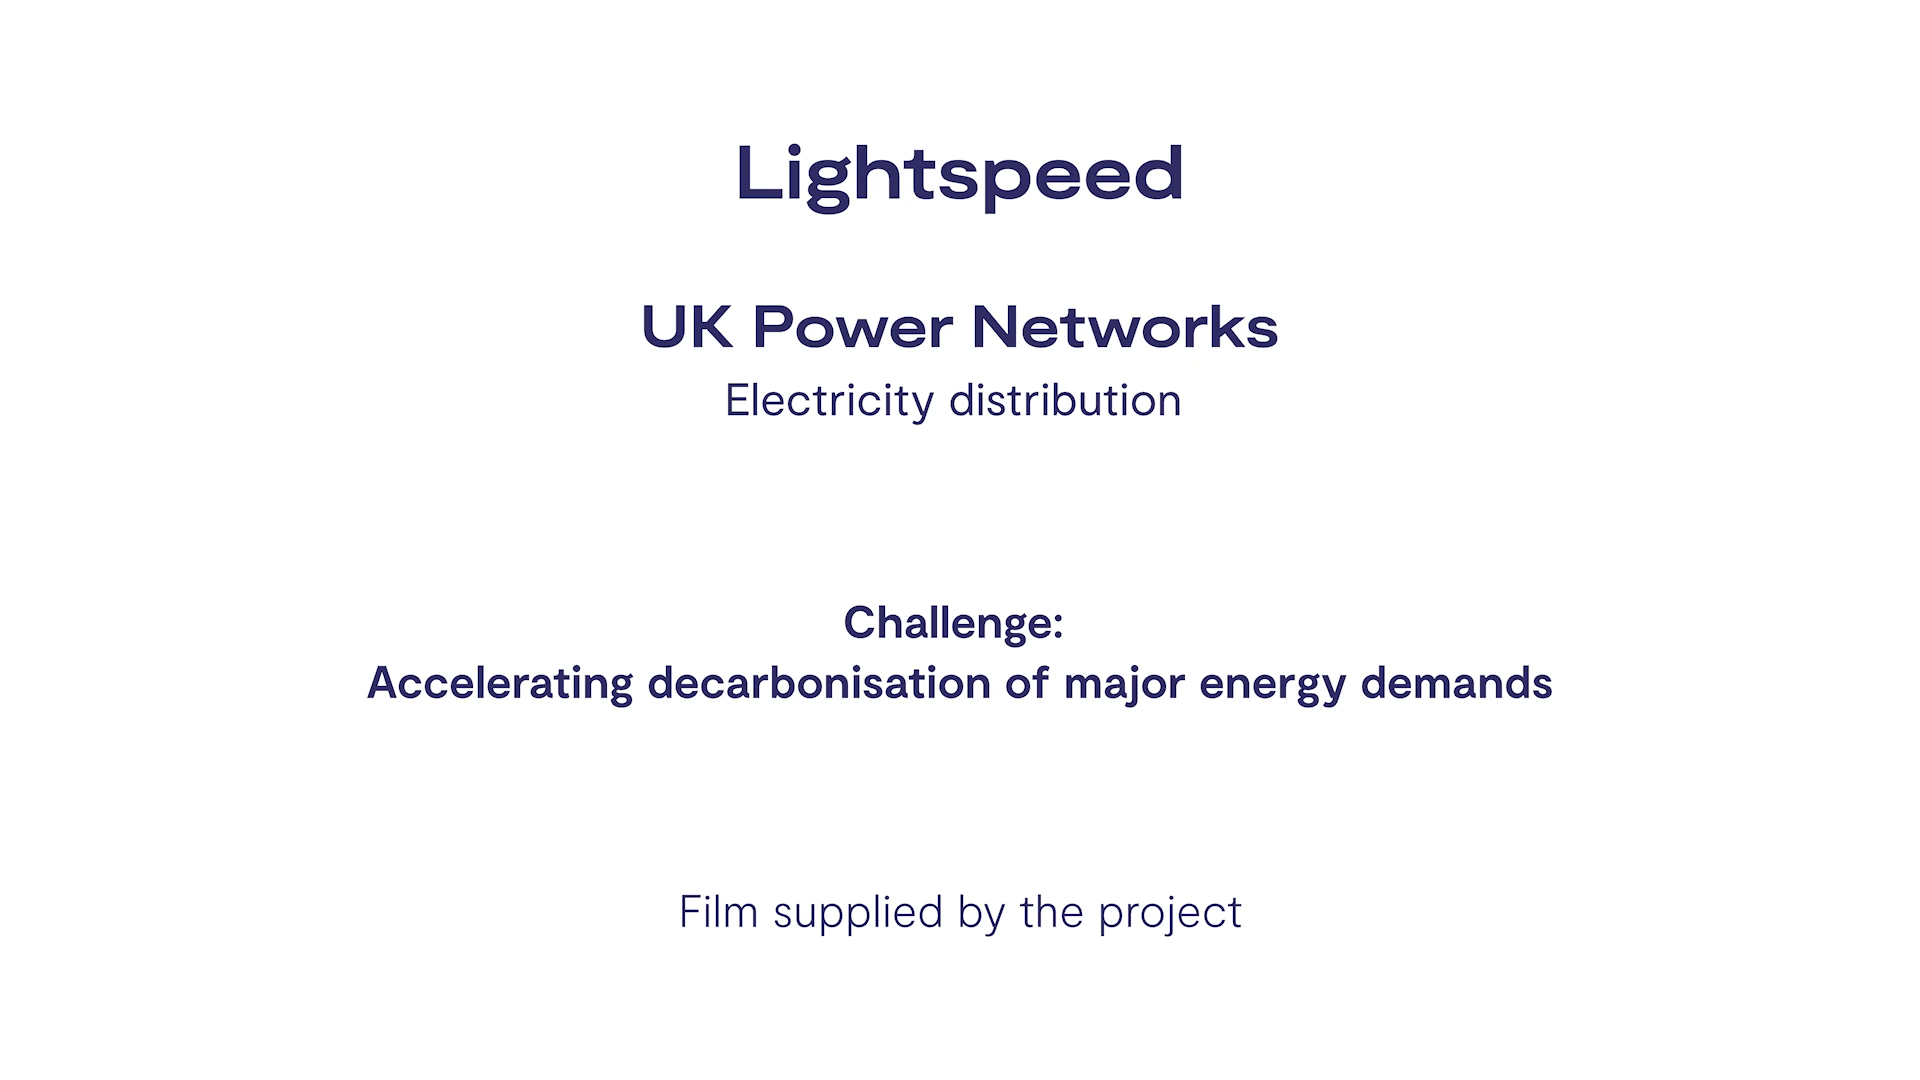 Lightspeed
UK Power Networks
Electricity distribution
Challenge:
Accelerating decarbonisation of major energy demands
Film supplied by the project